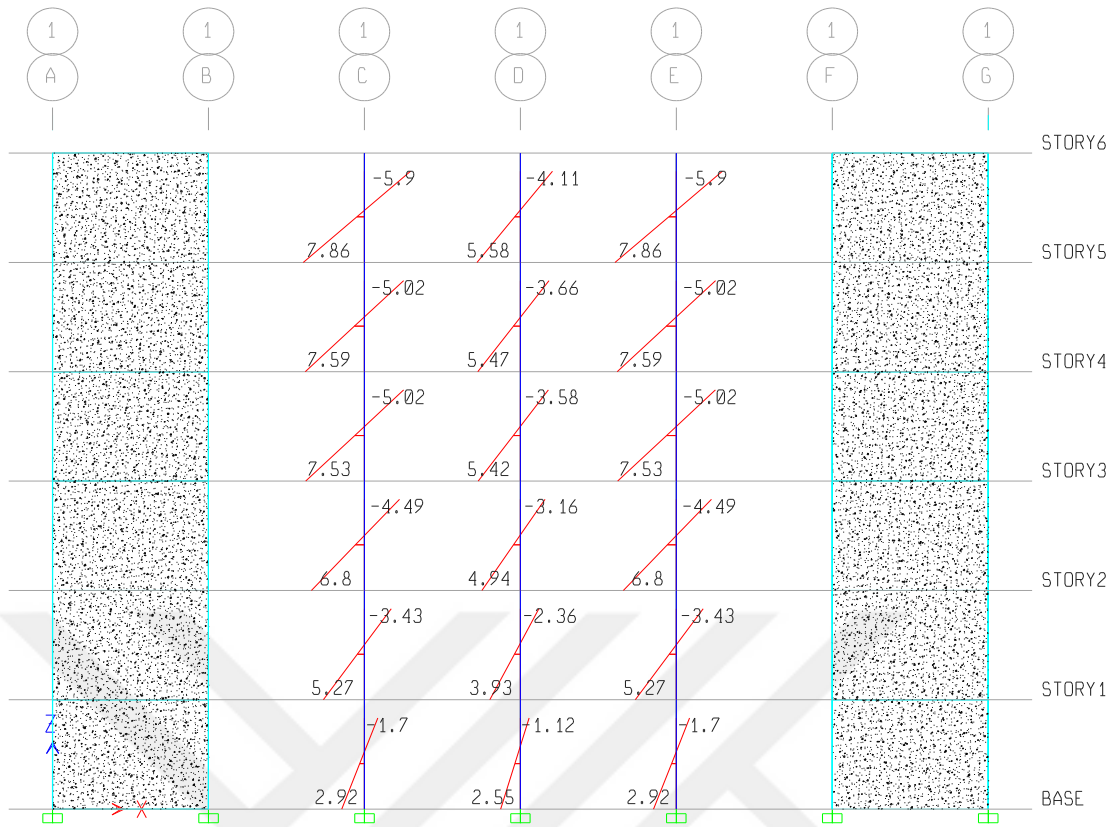 1 1 1 1 1 1 1
A B C D E F G
STORY6
-5.9 -4.11 -5.9
7.86 5.58 7.86 STORY5
-5.02 -3.66 -5.02
7.59 5.47 7.59 STORY4
-5.02 -3.58 -5.02
7.53 5.42 7.53 STORY3
-4.49 -3.16 -4.49
6.8 4.94 6.8 STORY2
-3.43 -2.36 -3.43
5.27 3.93 5.27 STORY1
Z -1.7 -1.12 -1.7
2.92 2.55 2.92 BASE
X